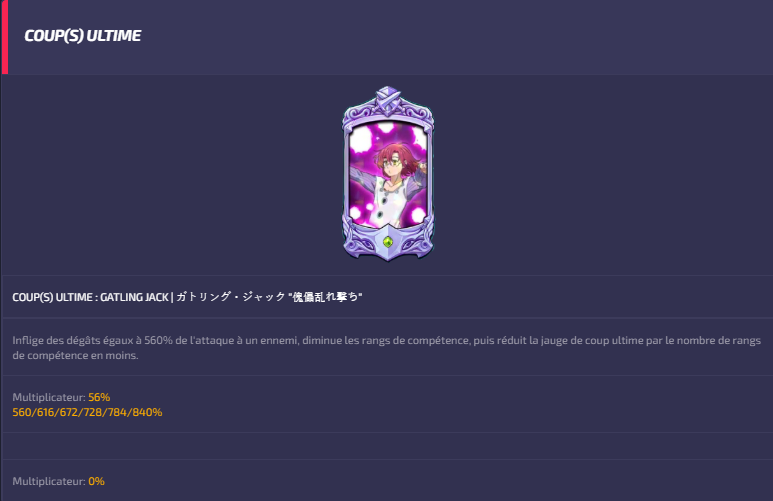 COUP(S) ULTIME
COUP(S) ULTIME : GATLING JACK | ガトリング・ジャック "傀儡乱れ撃ち"
Inflige des dégâts égaux à 560% de l'attaque à un ennemi, diminue les rangs de compétence, puis réduit la jauge de coup ultime par le nombre de rangs
de compétence en moins.
Multiplicateur: 56%
560/616/672/728/784/840%
Multiplicateur: 0%